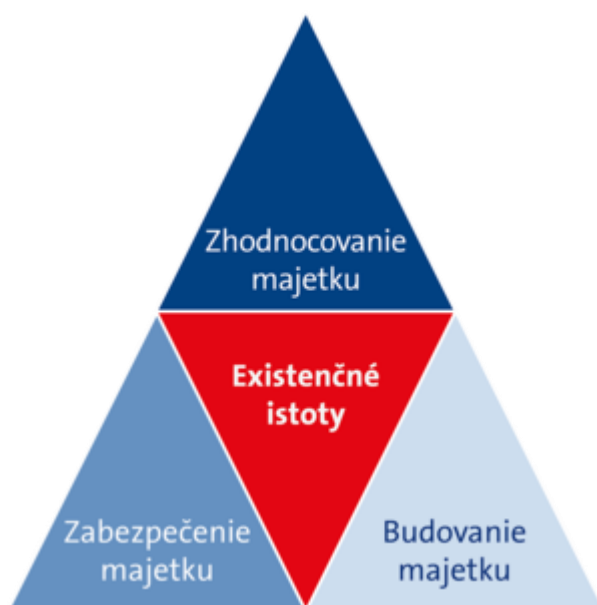 Zhodnocovanie
majetku
Existenčné
istoty
Zabezpečenie
majetku
Budovanie
majetku